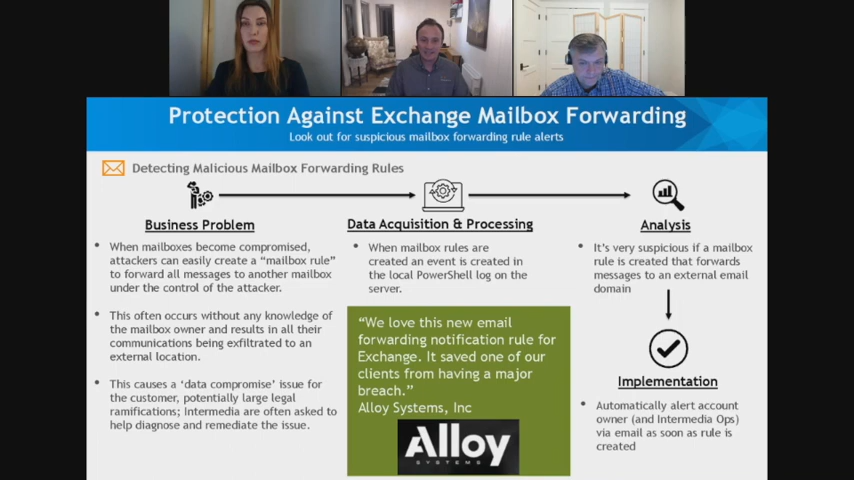 Protection Against Exchange Mailbox Forwarding
Look out for suspicious mailbox forwarding rule alerts
Detecting Malicious Mailbox Forwarding Rules
Business Problem
• When mailboxes become compromised,
attackers can easily create a “mailbox rule”
to forward all messages to another mailbox
under the control of the attacker.
• This often occurs without any knowledge of
the mailbox owner and results in all their
communications being exfiltrated to an
external location.
• This causes a ‘data compromise’ issue for
the customer, potentially large legal
ramifications; Intermedia are often asked to
help diagnose and remediate the issue.
Data Acquisition & Processing
• When mailbox rules are
created an event is created in
the local PowerShell log on the
server.
“We love this new email
forwarding notification rule for
Exchange. It saved one of our
clients from having a major
breach.”
Alloy Systems, Inc
Alloy
SYSTEMS
Analysis
• It’s very suspicious if a mailbox
rule is created that forwards
messages to an external email
domain
Implementation
• Automatically alert account
owner (and Intermedia Ops)
via email as soon as rule is
created